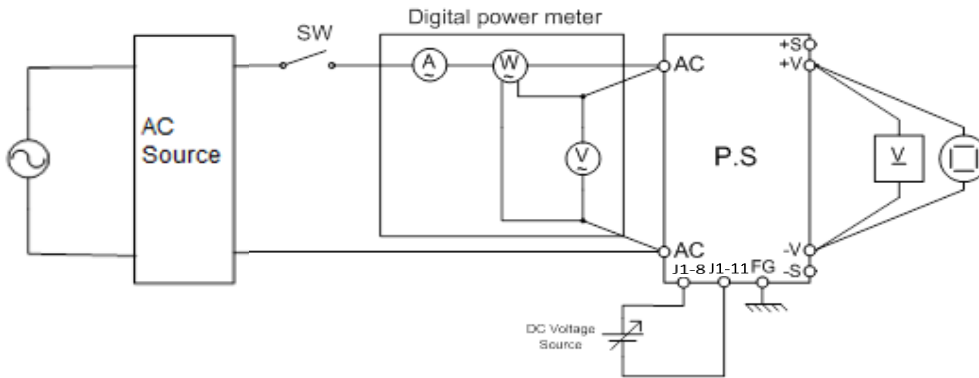 Digital power meter
SW
+S
A
W
AC
+V
AC
Source
V
P.S
V
AC
-V
J1-8 J1-11 FG
-S
DC Voltage
Source